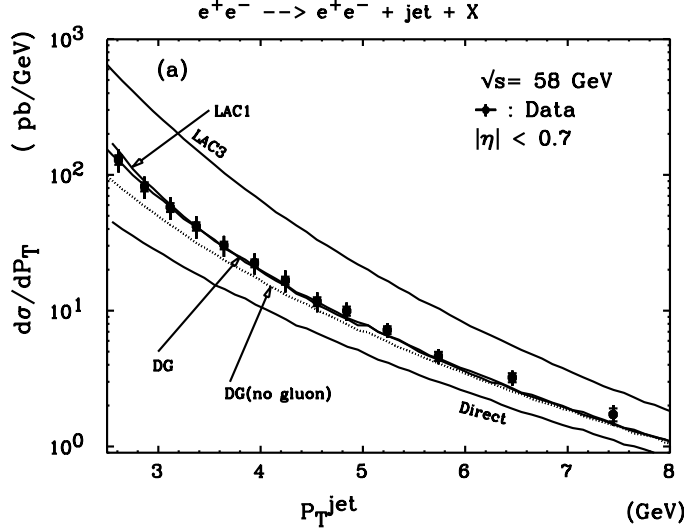 e⁺e⁻ --> e⁺e⁻ + jet + X
(a)
√s= 58 GeV
: Data
|η| < 0.7
LAC1
LAC3
DG
DG(no gluon)
Direct
dσ/dP_T ( pb/GeV)
10³
10²
10¹
10⁰
3 4 5 6 7 8
P_T^jet (GeV)